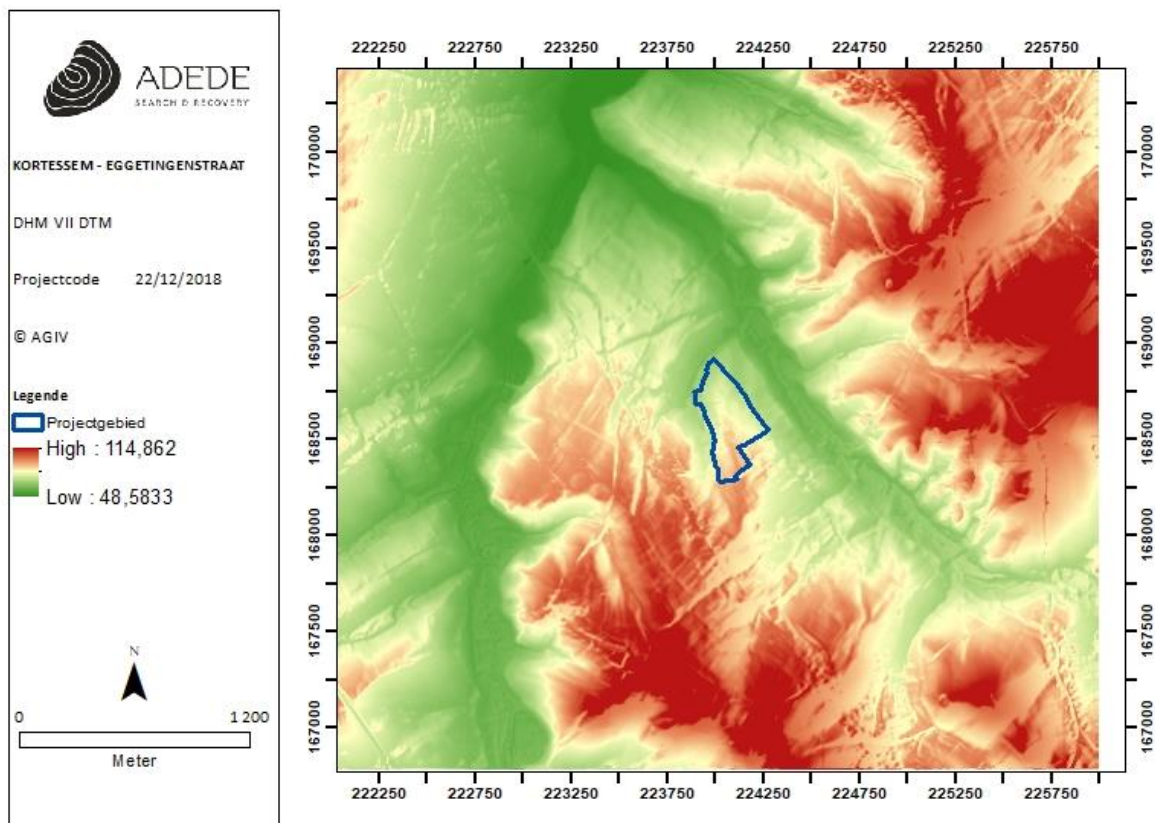 ADEDE
SEARCH & RECOVERY
KORTESSEM - EGGETINGENSTRAAT
DHM VII DTM
Projectcode 22/12/2018
© AGIV
Legende
Projectgebied
High : 114,862
Low : 48,5833
N
0 1200
Meter
222250 222750 223250 223750 224250 224750 225250 225750
170000 170000
169500 169500
169000 169000
168500 168500
168000 168000
167500 167500
167000 167000
222250 222750 223250 223750 224250 224750 225250 225750